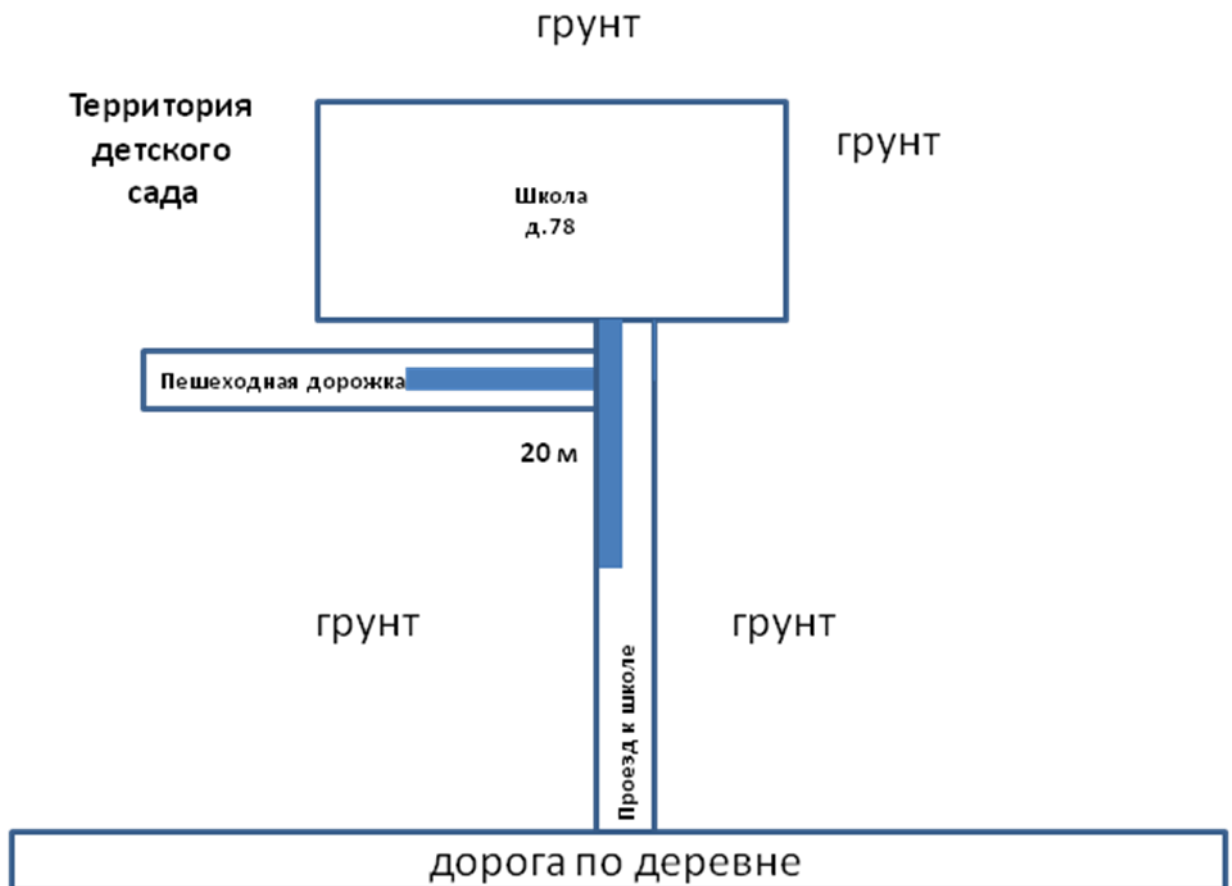 грунт
Территория
детского
сада
грунт
Школа
д.78
Пешеходная дорожка
20 м
грунт
грунт
Проезд к школе
дорога по деревне